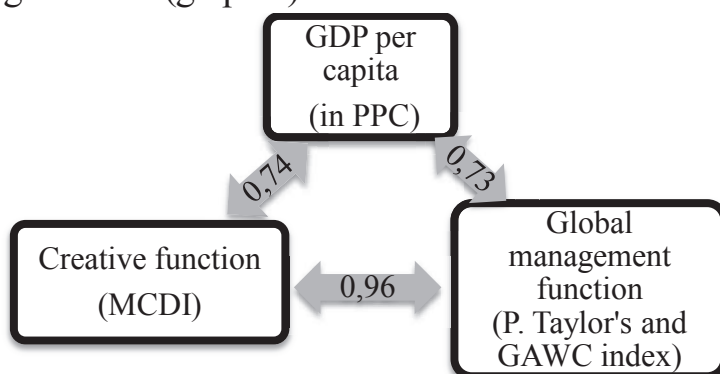 GDP per
capita
(in PPC)
0,74
0,73
Creative function
(MCDI)
0,96
Global
management
function
(P. Taylor's and
GAWC index)